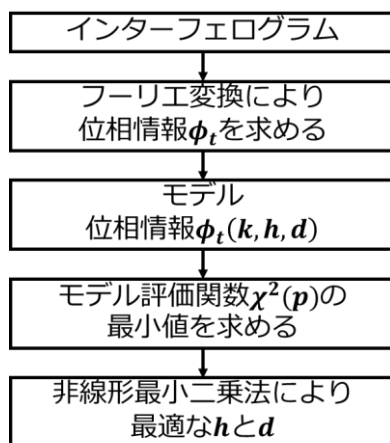 インターフェログラム
フーリエ変換により
位相情報ϕₜを求める
モデル
位相情報ϕₜ(k, h, d)
モデル評価関数χ²(p)の
最小値を求める
非線形最小二乗法により
最適なhとd